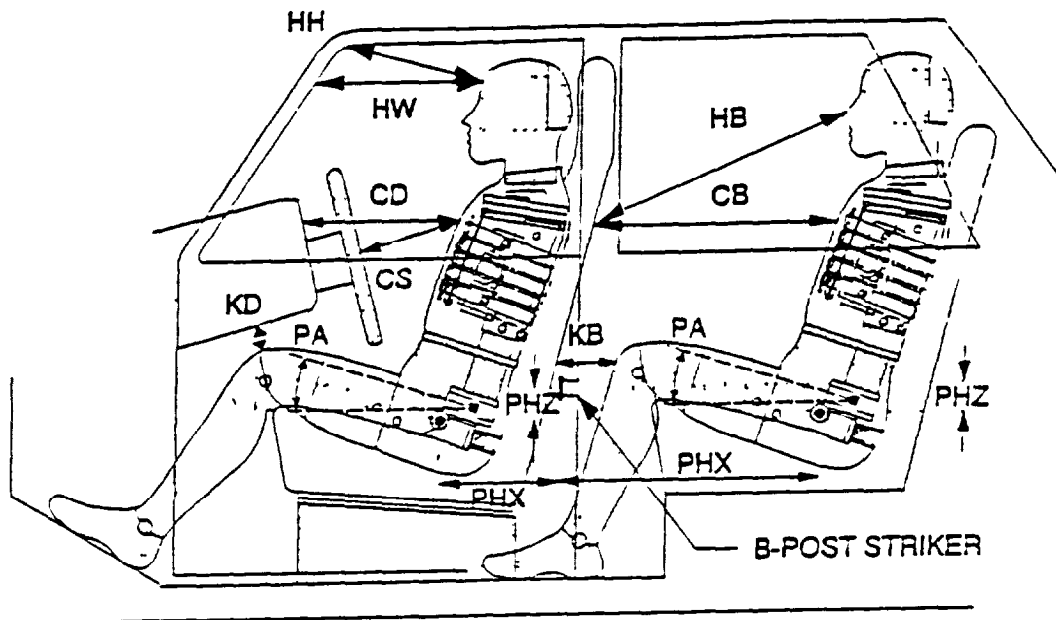 HH
HW
HB
CD
CB
CS
KD
PA
KB
PA
PHZ
PHZ
PHX
PHX
B-POST STRIKER